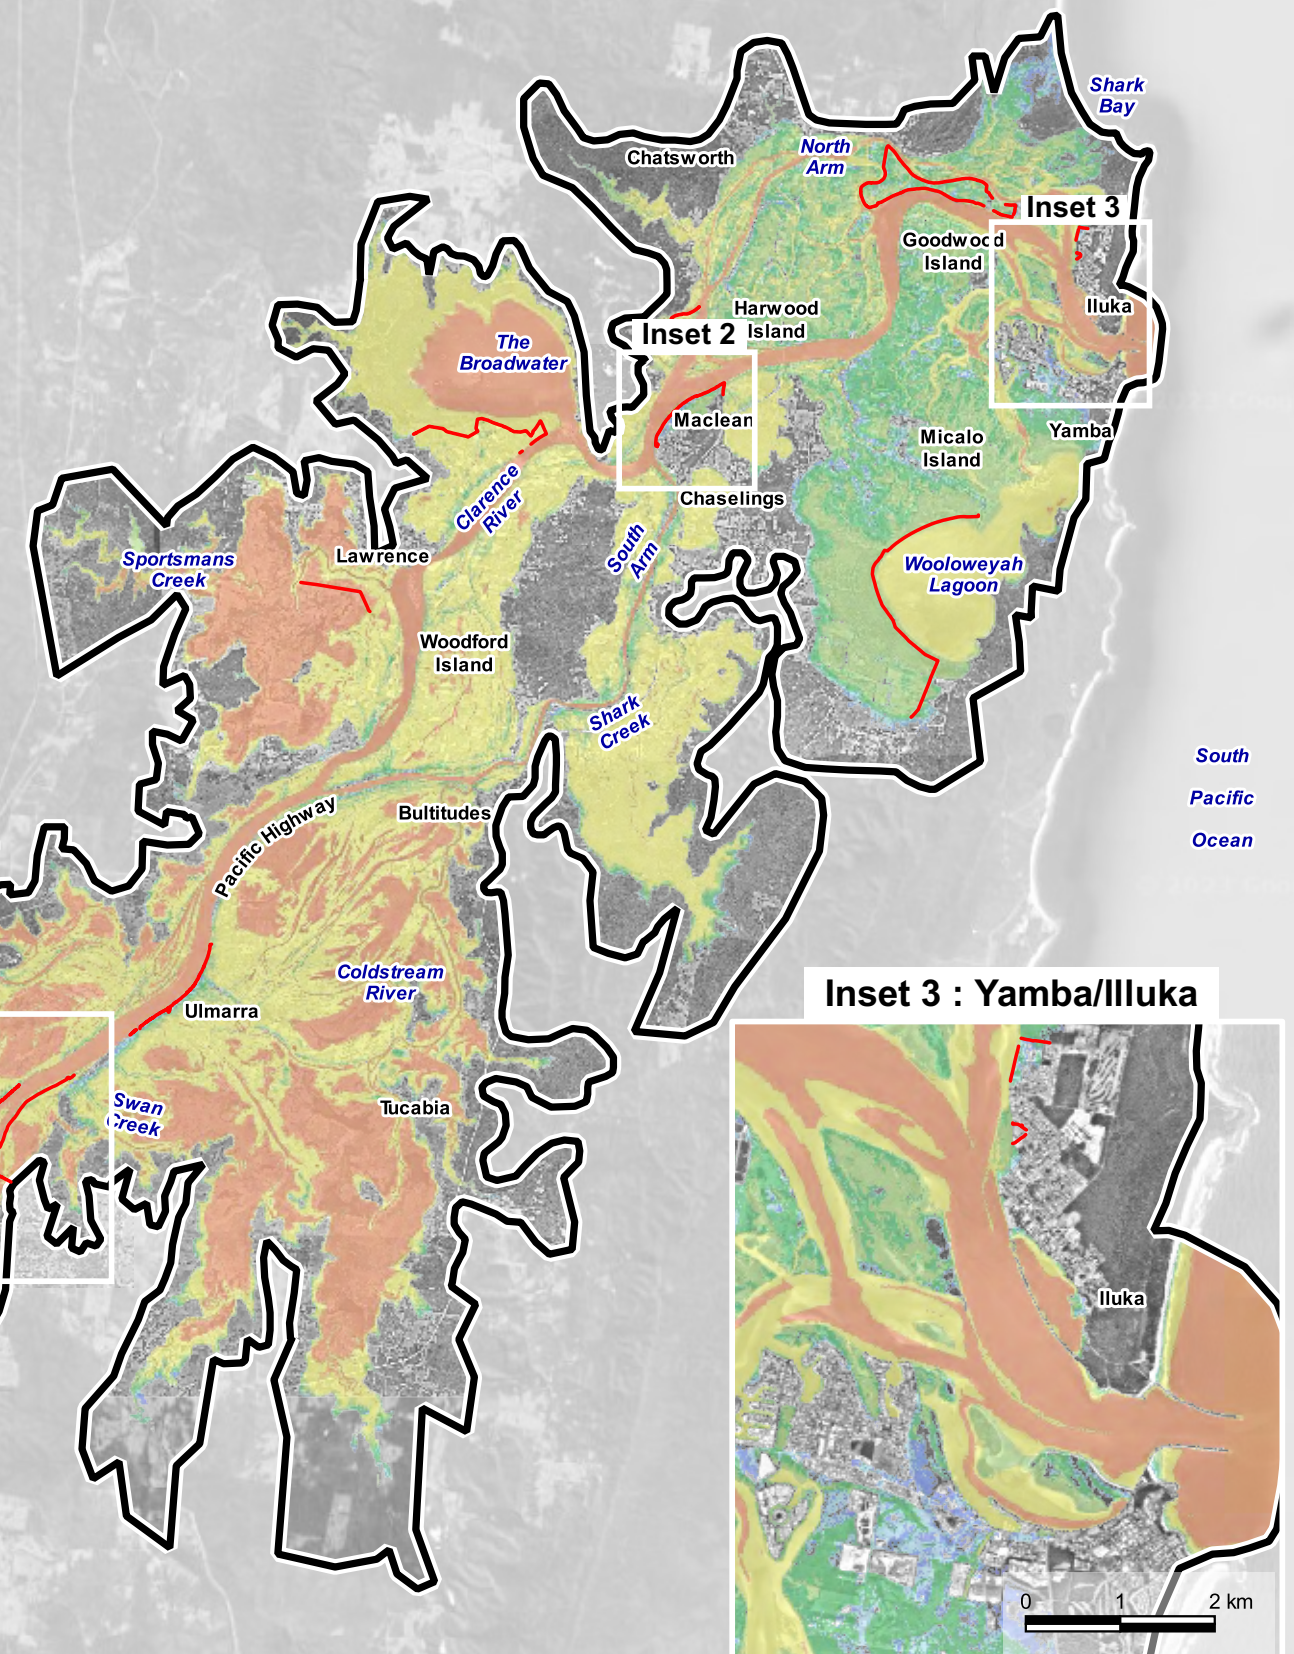 Shark
Bay
North
Arm
Chatsworth
Inset 3
Goodwood
Island
Iluka
Harwood
Island
Inset 2
The
Broadwater
Maclean
Yamba
Micalo
Island
Clarence
River
Chaselings
South
Arm
Lawrence
Sportsmans
Creek
Wooloweyah
Lagoon
Woodford
Island
Shark
Creek
South
Pacific
Ocean
Bultitudes
Pacific Highway
Coldstream
River
Ulmarra
Inset 3 : Yamba/Illuka
Swan
Creek
Tucabia
Iluka
0 1 2 km